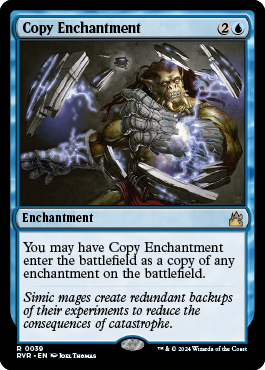 Copy Enchantment 2
Enchantment
You may have Copy Enchantment
enter the battlefield as a copy of any
enchantment on the battlefield.
Simic mages create redundant backups
of their experiments to reduce the
consequences of catastrophe.
R 0039
RVR • EN Joel Thomas ™ & © 2024 Wizards of the Coast